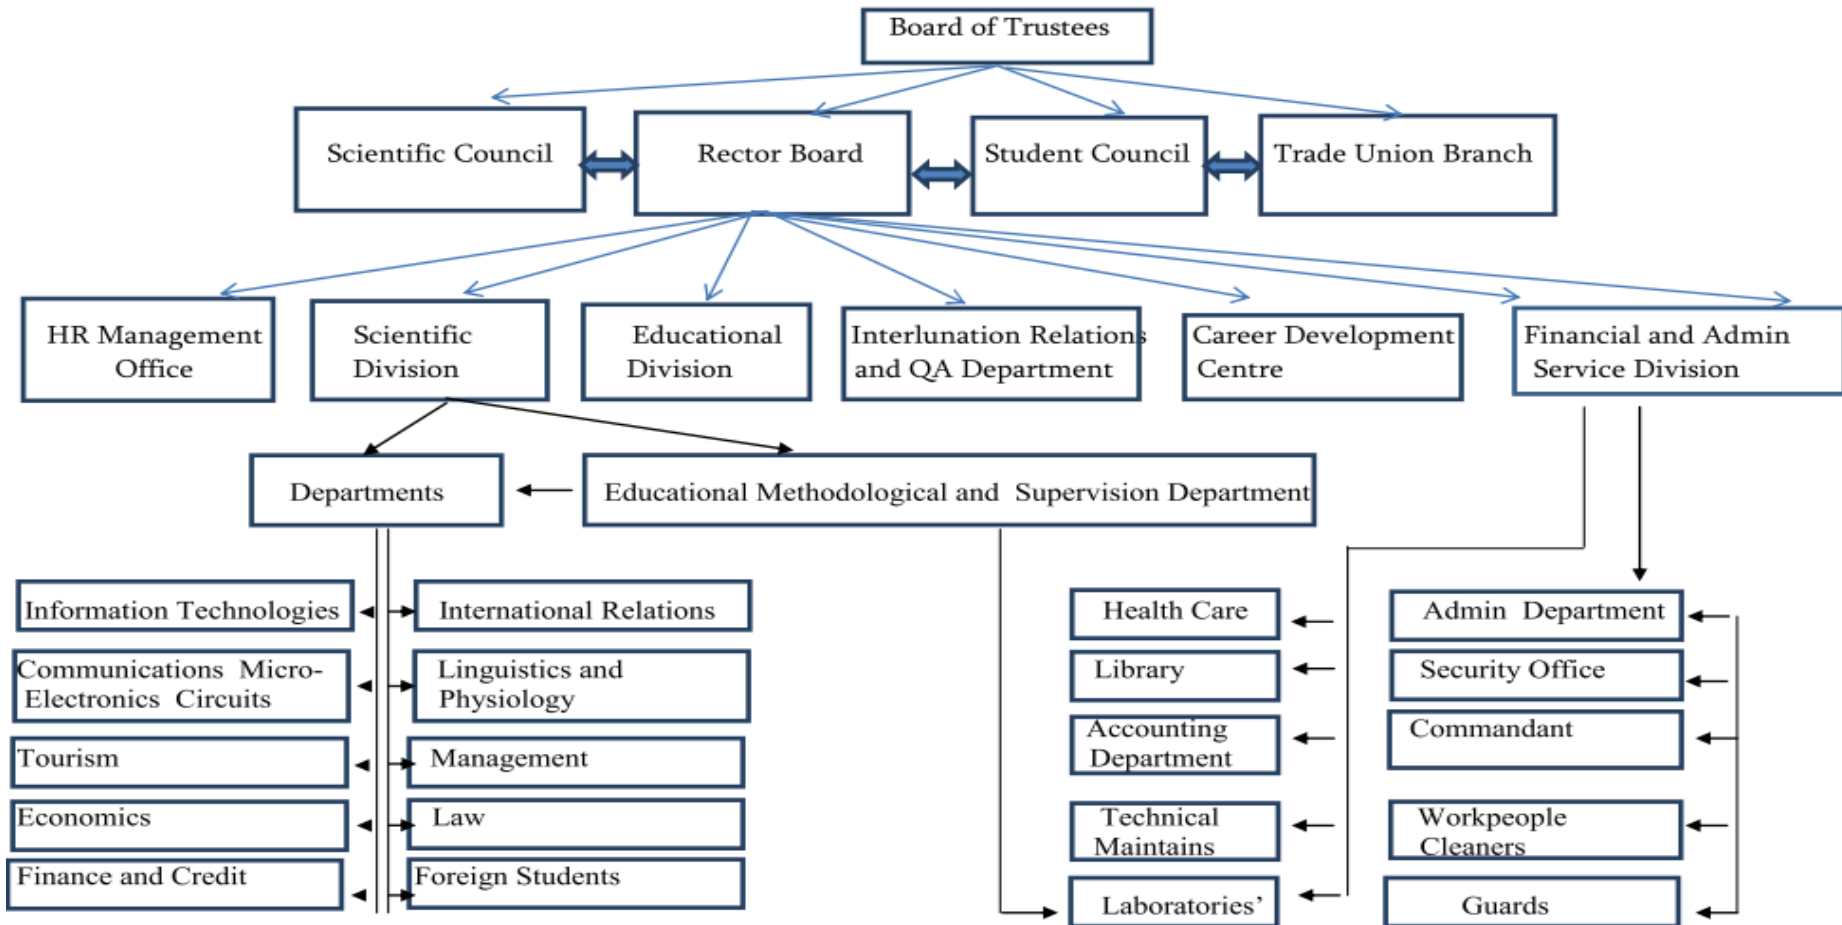 Board of Trustees
Scientific Council
Rector Board
Student Council
Trade Union Branch
HR Management
Office
Scientific
Division
Educational
Division
Interlunation Relations
and QA Department
Career Development
Centre
Financial and Admin
Service Division
Departments
Educational Methodological and Supervision Department
Information Technologies
International Relations
Health Care
Admin Department
Communications Micro-
Electronics Circuits
Linguistics and
Physiology
Library
Security Office
Tourism
Management
Accounting
Department
Commandant
Economics
Law
Technical
Maintains
Workpeople
Cleaners
Finance and Credit
Foreign Students
Laboratories’
Guards